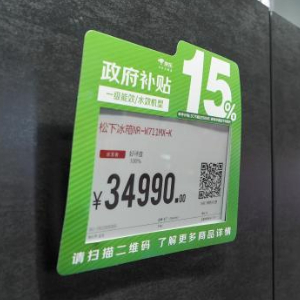 政府补贴
一级能效/水效机型
15%
松下冰箱NR-W711MX-K
¥34990.00
请扫描二维码 了解更多商品详情